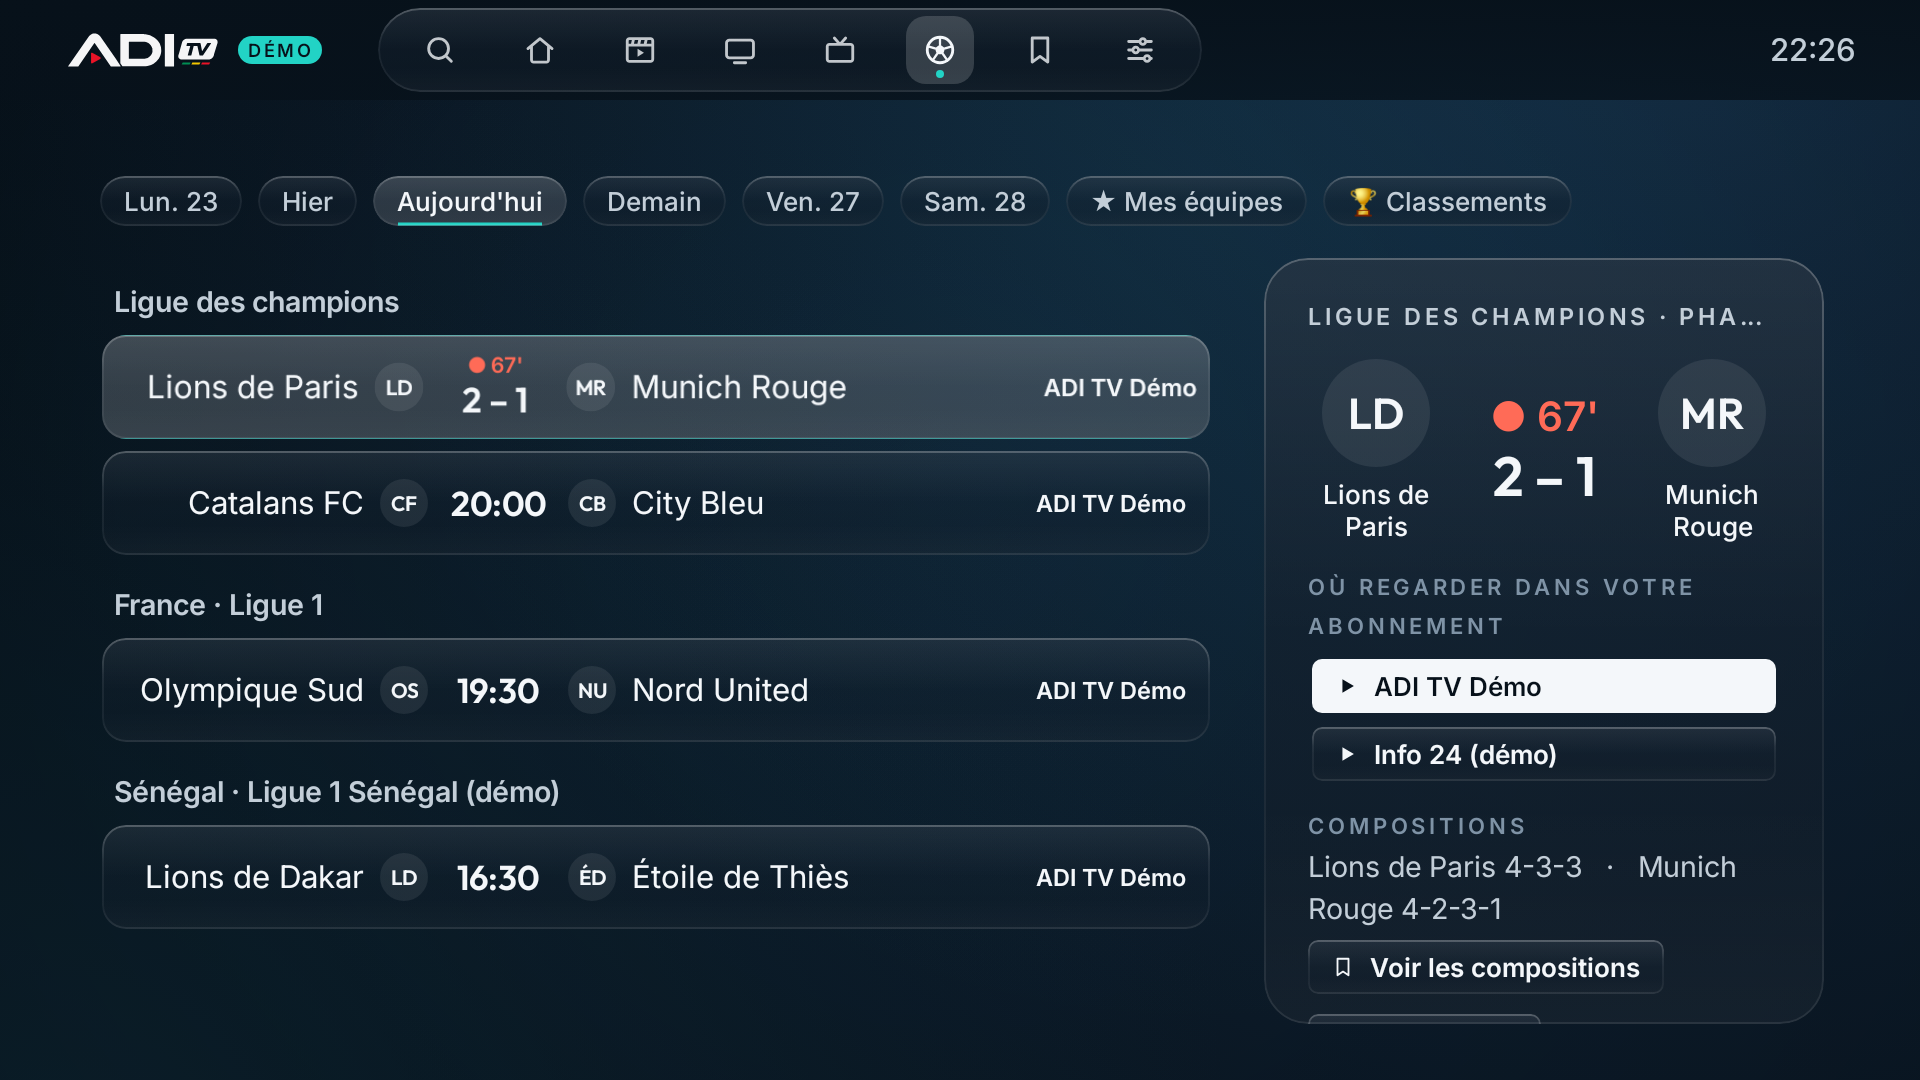 ADI TV DÉMO
22:26
Lun. 23 Hier Aujourd'hui Demain Ven. 27 Sam. 28 ★ Mes équipes 🏆 Classements
Ligue des champions
Lions de Paris LD 67' 2 – 1 MR Munich Rouge ADI TV Démo
Catalans FC CF 20:00 CB City Bleu ADI TV Démo
France · Ligue 1
Olympique Sud OS 19:30 NU Nord United ADI TV Démo
Sénégal · Ligue 1 Sénégal (démo)
Lions de Dakar LD 16:30 ÉD Étoile de Thiès ADI TV Démo
LIGUE DES CHAMPIONS · PHA...
LD 67' MR
2 – 1
Lions de Munich
Paris Rouge
OÙ REGARDER DANS VOTRE
ABONNEMENT
ADI TV Démo
Info 24 (démo)
COMPOSITIONS
Lions de Paris 4-3-3 · Munich
Rouge 4-2-3-1
Voir les compositions